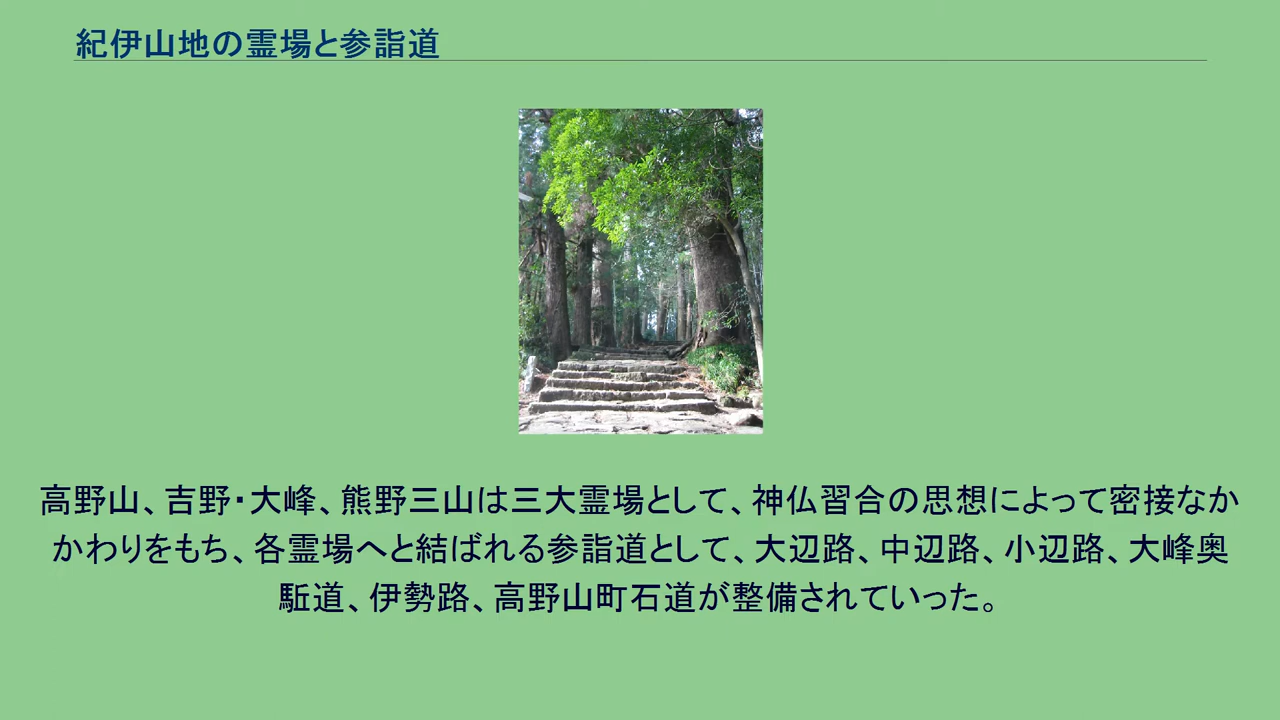 紀伊山地の霊場と参詣道
高野山、吉野・大峰、熊野三山は三大霊場として、神仏習合の思想によって密接なか
かわりをもち、各霊場へと結ばれる参詣道として、大辺路、中辺路、小辺路、大峰奥
駈道、伊勢路、高野山町石道が整備されていった。